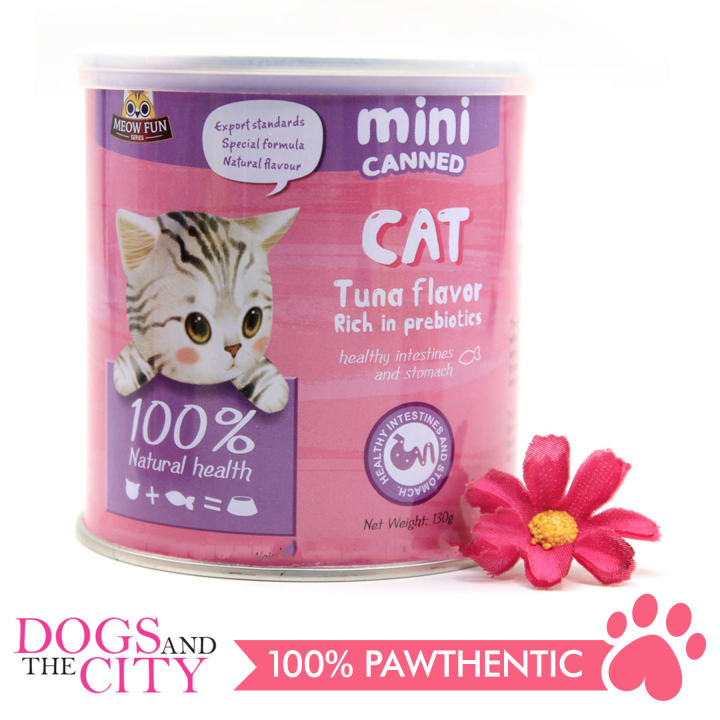 MEOW FUN
SERIES
Export standards
Special formula
Natural flavour
mini
CANNED
CAT
Tuna flavor
Rich in prebiotics
healthy intestines
and stomach
100%
Natural health
HEALTHY INTESTINES AND STOMACH.
Net Weight: 130g
DOGS AND
THE CITY
100% PAWTHENTIC